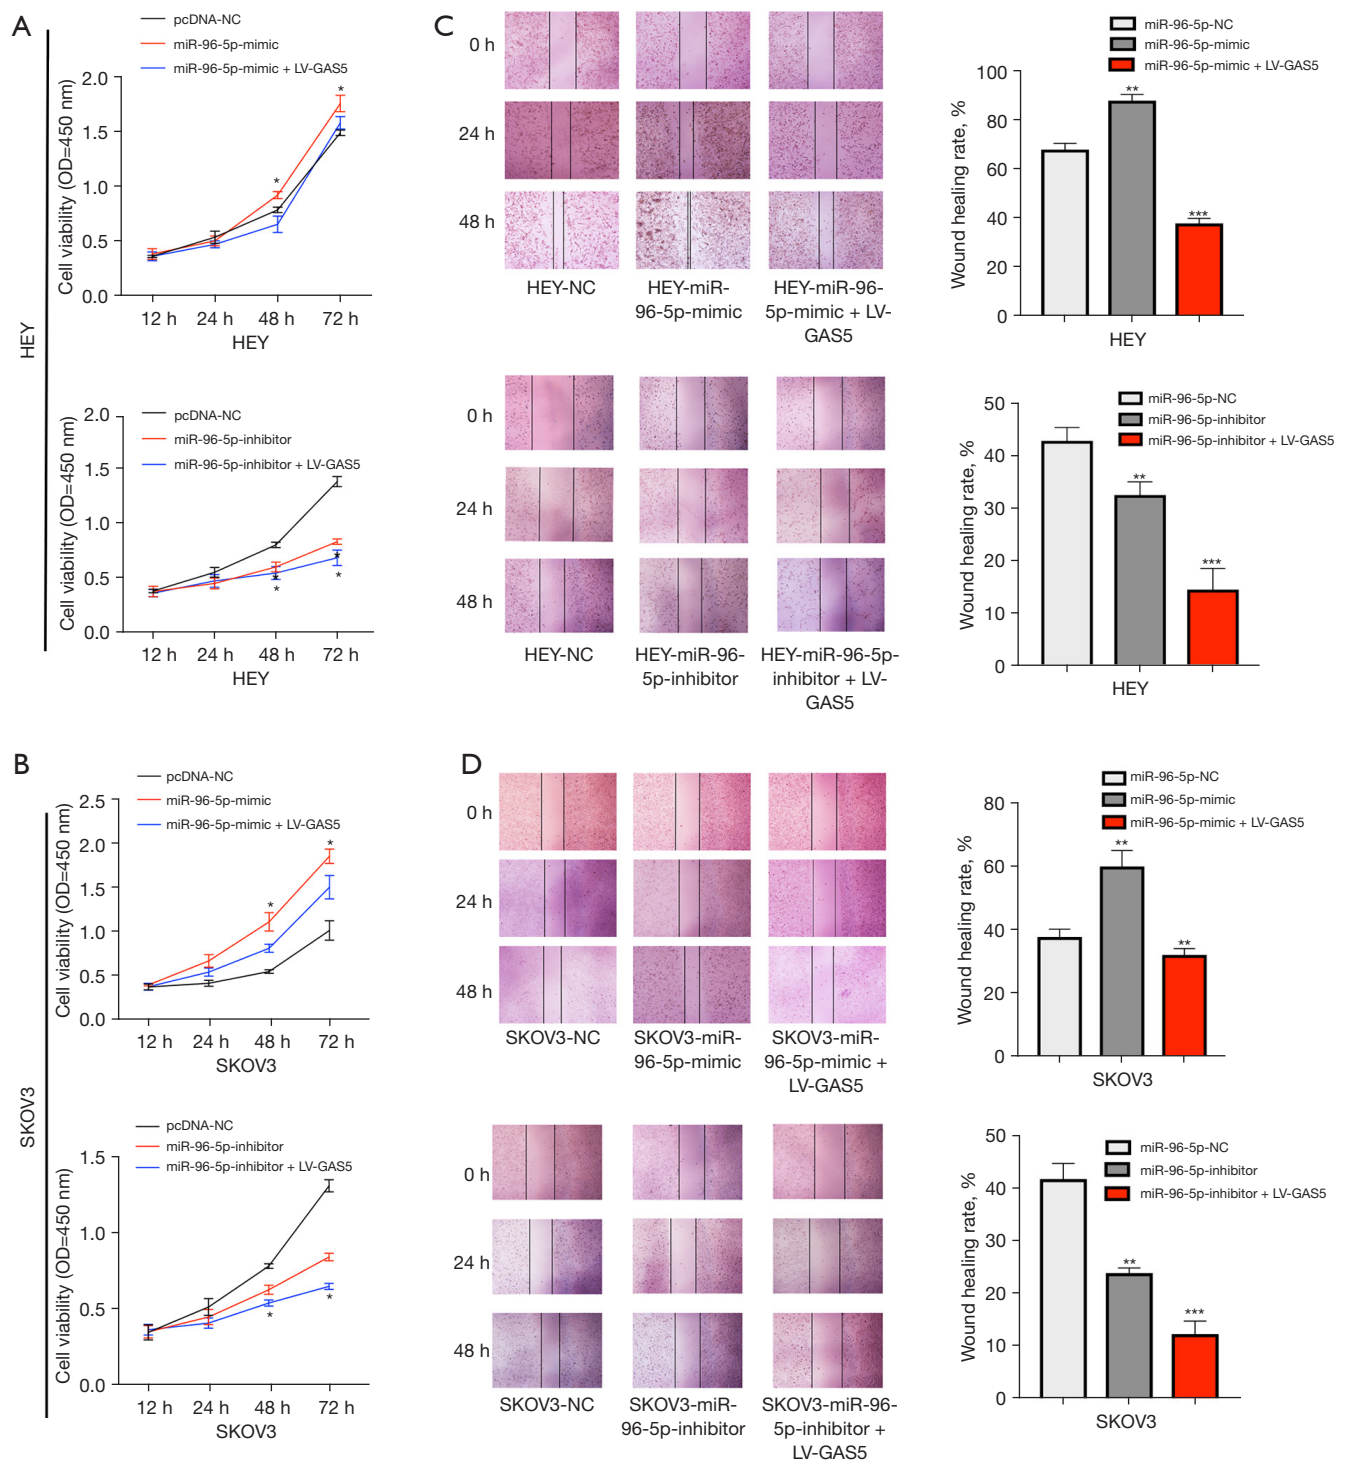 A
HEY
pcDNA-NC
miR-96-5p-mimic
miR-96-5p-mimic + LV-GAS5
Cell viability (OD=450 nm)
2.0
1.5
1.0
0.5
0.0
*
*
12 h 24 h 48 h 72 h
HEY
pcDNA-NC
miR-96-5p-inhibitor
miR-96-5p-inhibitor + LV-GAS5
Cell viability (OD=450 nm)
2.0
1.5
1.0
0.5
0.0
*
*
*
*
12 h 24 h 48 h 72 h
HEY
C
0 h
24 h
48 h
HEY-NC
HEY-miR-
96-5p-mimic
HEY-miR-96-
5p-mimic + LV-
GAS5
miR-96-5p-NC
miR-96-5p-mimic
miR-96-5p-mimic + LV-GAS5
Wound healing rate, %
100
80
60
40
20
0
**
***
HEY
0 h
24 h
48 h
HEY-NC
HEY-miR-96-
5p-inhibitor
HEY-miR-96-5p-
inhibitor + LV-
GAS5
miR-96-5p-NC
miR-96-5p-inhibitor
miR-96-5p-inhibitor + LV-GAS5
Wound healing rate, %
50
40
30
20
10
0
**
***
HEY
B
SKOV3
pcDNA-NC
miR-96-5p-mimic
miR-96-5p-mimic + LV-GAS5
Cell viability (OD=450 nm)
2.5
2.0
1.5
1.0
0.5
0.0
*
*
12 h 24 h 48 h 72 h
SKOV3
pcDNA-NC
miR-96-5p-inhibitor
miR-96-5p-inhibitor + LV-GAS5
Cell viability (OD=450 nm)
1.5
1.0
0.5
0.0
*
*
12 h 24 h 48 h 72 h
SKOV3
D
0 h
24 h
48 h
SKOV3-NC
SKOV3-miR-
96-5p-mimic
SKOV3-miR-
96-5p-mimic +
LV-GAS5
miR-96-5p-NC
miR-96-5p-mimic
miR-96-5p-mimic + LV-GAS5
Wound healing rate, %
80
60
40
20
0
**
**
SKOV3
0 h
24 h
48 h
SKOV3-NC
SKOV3-miR-
96-5p-inhibitor
SKOV3-miR-96-
5p-inhibitor +
LV-GAS5
miR-96-5p-NC
miR-96-5p-inhibitor
miR-96-5p-inhibitor + LV-GAS5
Wound healing rate, %
50
40
30
20
10
0
**
***
SKOV3